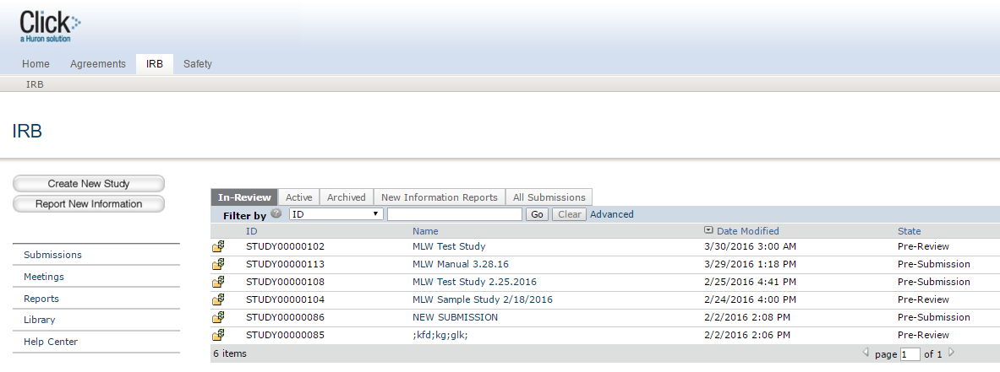 Click
a Huron solution
Home Agreements IRB Safety
IRB
IRB
Create New Study
Report New Information
Submissions
Meetings
Reports
Library
Help Center
In-Review Active Archived New Information Reports All Submissions
Filter by ? ID Go Clear Advanced
ID Name Date Modified State
STUDY00000102 MLW Test Study 3/30/2016 3:00 AM Pre-Review
STUDY00000113 MLW Manual 3.28.16 3/29/2016 1:18 PM Pre-Submission
STUDY00000108 MLW Test Study 2.25.2016 2/25/2016 4:41 PM Pre-Submission
STUDY00000104 MLW Sample Study 2/18/2016 2/24/2016 4:00 PM Pre-Review
STUDY00000086 NEW SUBMISSION 2/2/2016 2:08 PM Pre-Submission
STUDY00000085 ;kfd;kg;glk; 2/2/2016 2:06 PM Pre-Review
6 items page 1 of 1